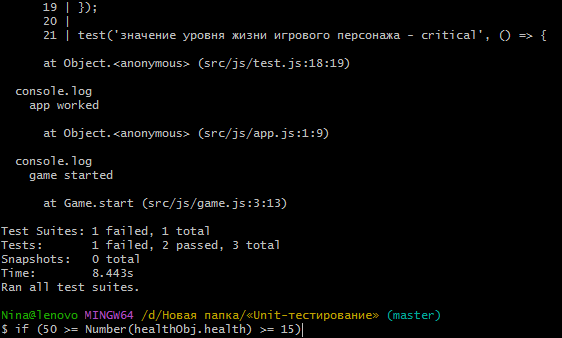 19 | });
20 |
21 | test('значение уровня жизни игрового персонажа - critical', () => {
at Object.<anonymous> (src/js/test.js:18:19)
console.log
app worked
at Object.<anonymous> (src/js/app.js:1:9)
console.log
game started
at Game.start (src/js/game.js:3:13)
Test Suites: 1 failed, 1 total
Tests:       1 failed, 2 passed, 3 total
Snapshots:   0 total
Time:        8.443s
Ran all test suites.
Nina@lenovo MINGW64 /d/Новая папка/«Unit-тестирование» (master)
$ if (50 >= Number(healthObj.health) >= 15)